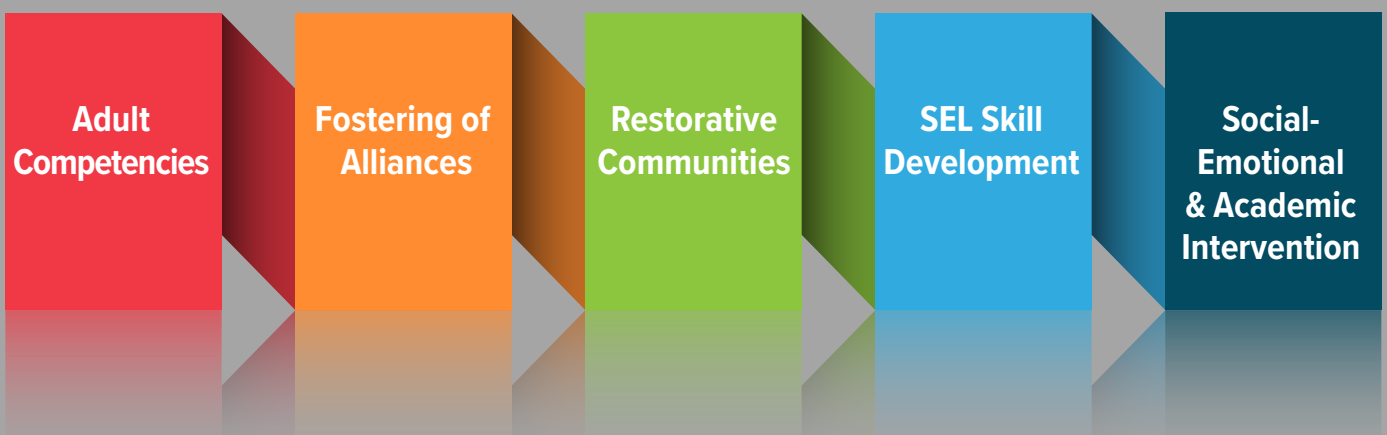 Adult
Competencies
Fostering of
Alliances
Restorative
Communities
SEL Skill
Development
Social-
Emotional
& Academic
Intervention